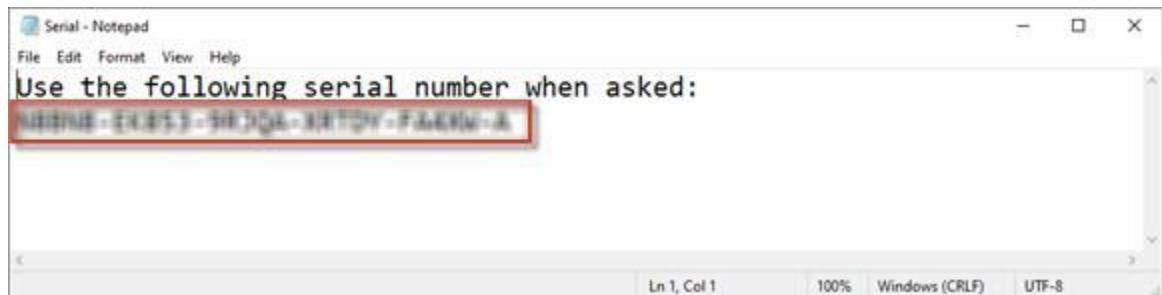 Serial - Notepad
File Edit Format View Help
Use the following serial number when asked:
Ln 1, Col 1 100% Windows (CRLF) UTF-8